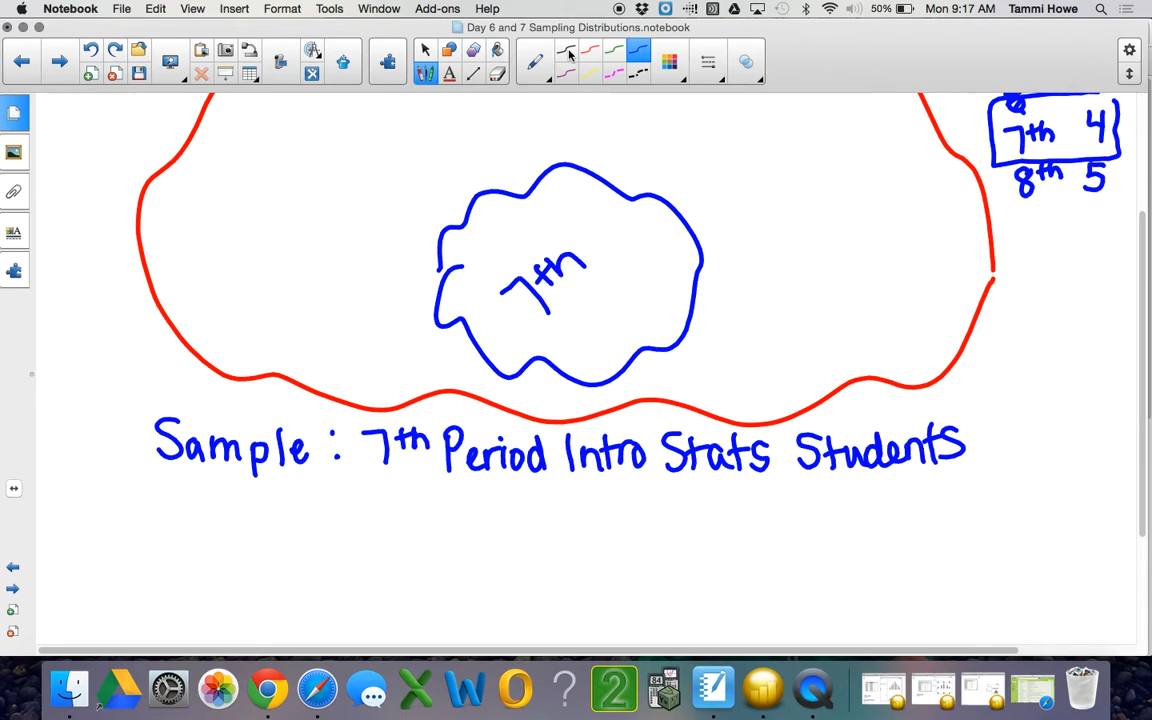 Notebook File Edit View Insert Format Tools Window Add-ons Help 50% Mon 9:17 AM Tammi Howe
Day 6 and 7 Sampling Distributions.notebook
7th 4
8th 5
7th
Sample : 7th Period Intro Stats Students